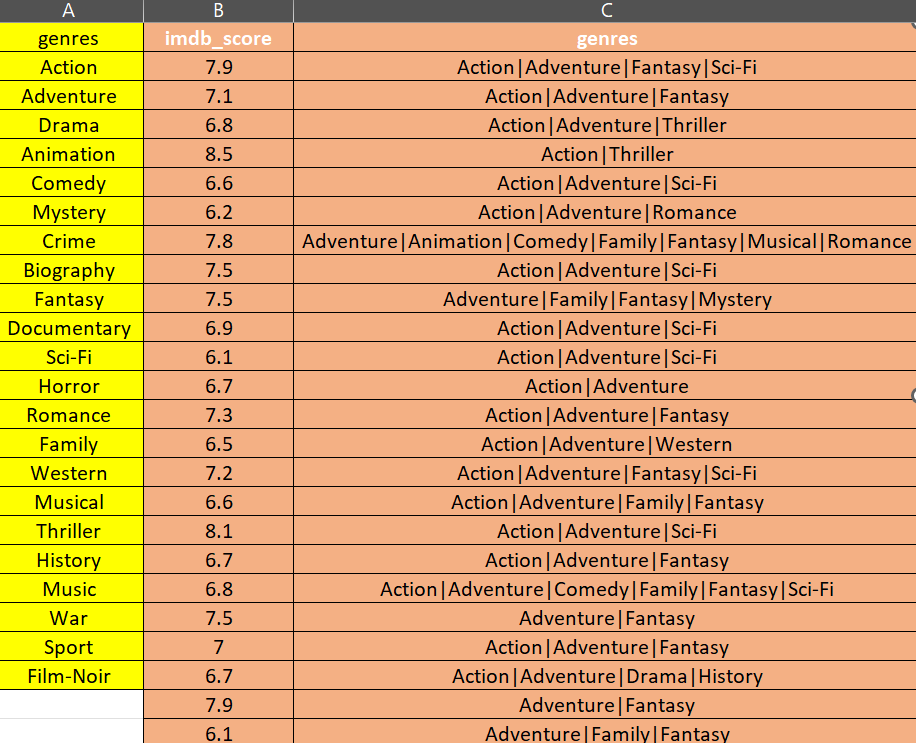 A B C
genres imdb_score genres
Action 7.9 Action|Adventure|Fantasy|Sci-Fi
Adventure 7.1 Action|Adventure|Fantasy
Drama 6.8 Action|Adventure|Thriller
Animation 8.5 Action|Thriller
Comedy 6.6 Action|Adventure|Sci-Fi
Mystery 6.2 Action|Adventure|Romance
Crime 7.8 Adventure|Animation|Comedy|Family|Fantasy|Musical|Romance
Biography 7.5 Action|Adventure|Sci-Fi
Fantasy 7.5 Adventure|Family|Fantasy|Mystery
Documentary 6.9 Action|Adventure|Sci-Fi
Sci-Fi 6.1 Action|Adventure|Sci-Fi
Horror 6.7 Action|Adventure
Romance 7.3 Action|Adventure|Fantasy
Family 6.5 Action|Adventure|Western
Western 7.2 Action|Adventure|Fantasy|Sci-Fi
Musical 6.6 Action|Adventure|Family|Fantasy
Thriller 8.1 Action|Adventure|Sci-Fi
History 6.7 Action|Adventure|Fantasy
Music 6.8 Action|Adventure|Comedy|Family|Fantasy|Sci-Fi
War 7.5 Adventure|Fantasy
Sport 7 Action|Adventure|Fantasy
Film-Noir 6.7 Action|Adventure|Drama|History
7.9 Adventure|Fantasy
6.1 Adventure|Family|Fantasy